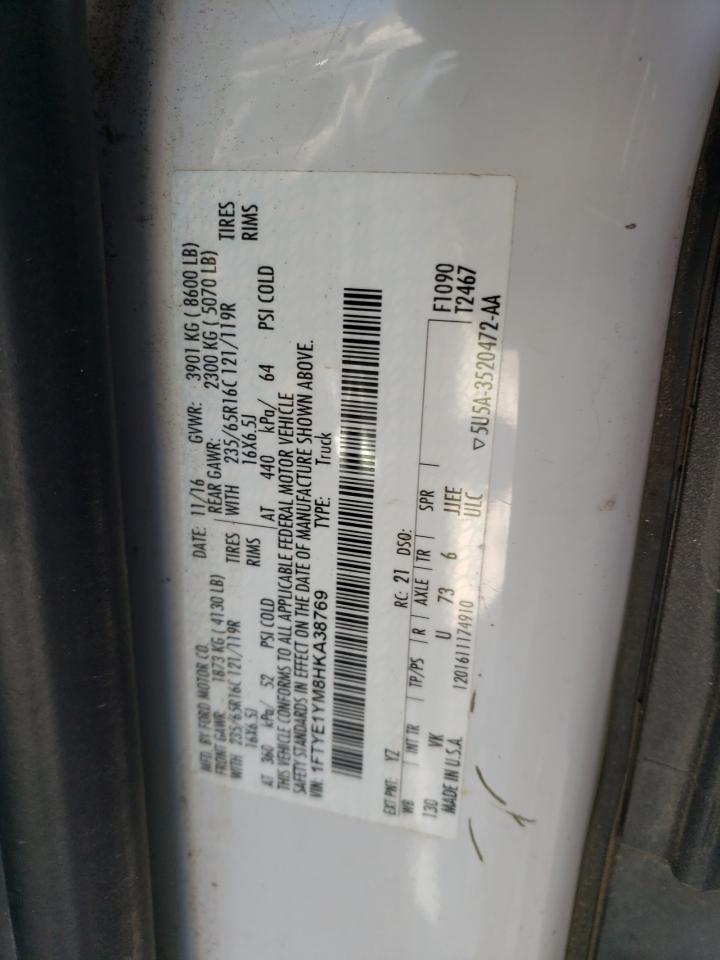 MFD. BY FORD MOTOR CO.
DATE: 11/16 GVWR: 3901 KG ( 8600 LB)
FRONT GAWR: 1873 KG ( 4130 LB)
REAR GAWR: 2300 KG ( 5070 LB)
WITH 235/65R16C 121/119R TIRES
WITH 235/65R16C 121/119R TIRES
16X6.5J RIMS
16X6.5J RIMS
AT 360 kPa/ 52 PSI COLD
AT 440 kPa/ 64 PSI COLD
THIS VEHICLE CONFORMS TO ALL APPLICABLE FEDERAL MOTOR VEHICLE
SAFETY STANDARDS IN EFFECT ON THE DATE OF MANUFACTURE SHOWN ABOVE.
VIN: 1FTYE1YM8HKA38769 TYPE: Truck
EXT PNT: YZ RC: 21 DSO: F1090
WB INT TR TP/PS R AXLE TR SPR T2467
130 VK U 73 6 JJEE
MADE IN U.S.A. 1201611174910 ULC
▽5U5A-3520472-AA